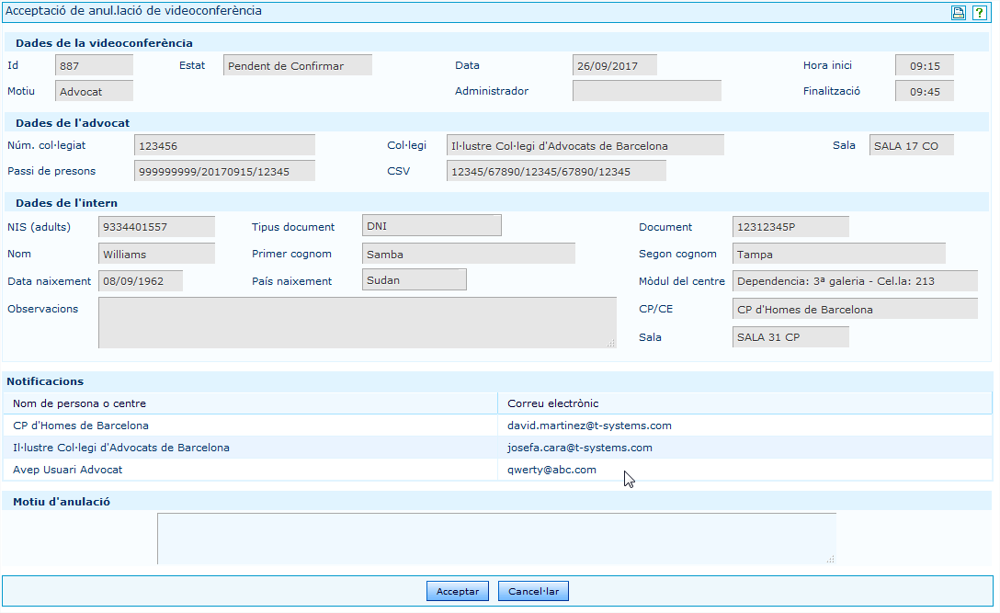 Acceptació de anul.lació de videoconferència
?
Dades de la videoconferència
Id 887 Estat Pendent de Confirmar Data 26/09/2017 Hora inici 09:15
Motiu Advocat Administrador Finalització 09:45
Dades de l'advocat
Núm. col·legiat 123456 Col·legi Il·lustre Col·legi d'Advocats de Barcelona Sala SALA 17 CO
Passi de presons 999999999/20170915/12345 CSV 12345/67890/12345/67890/12345
Dades de l'intern
NIS (adults) 9334401557 Tipus document DNI Document 12312345P
Nom Williams Primer cognom Samba Segon cognom Tampa
Data naixement 08/09/1962 País naixement Sudan Mòdul del centre Dependencia: 3ª galeria - Cel.la: 213
Observacions CP/CE CP d'Homes de Barcelona
Sala SALA 31 CP
Notificacions
Nom de persona o centre Correu electrònic
CP d'Homes de Barcelona david.martinez@t-systems.com
Il·lustre Col·legi d'Advocats de Barcelona josefa.cara@t-systems.com
Avep Usuari Advocat qwerty@abc.com
Motiu d'anulació
Acceptar Cancel·lar